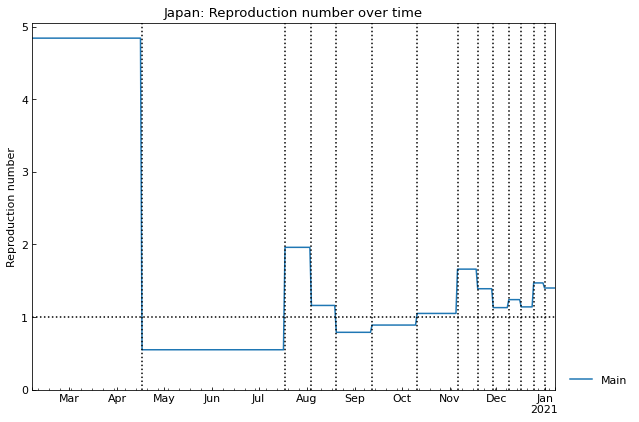 Japan: Reproduction number over time
Reproduction number
5
4
3
2
1
0
Mar Apr May Jun Jul Aug Sep Oct Nov Dec Jan
2021
Main